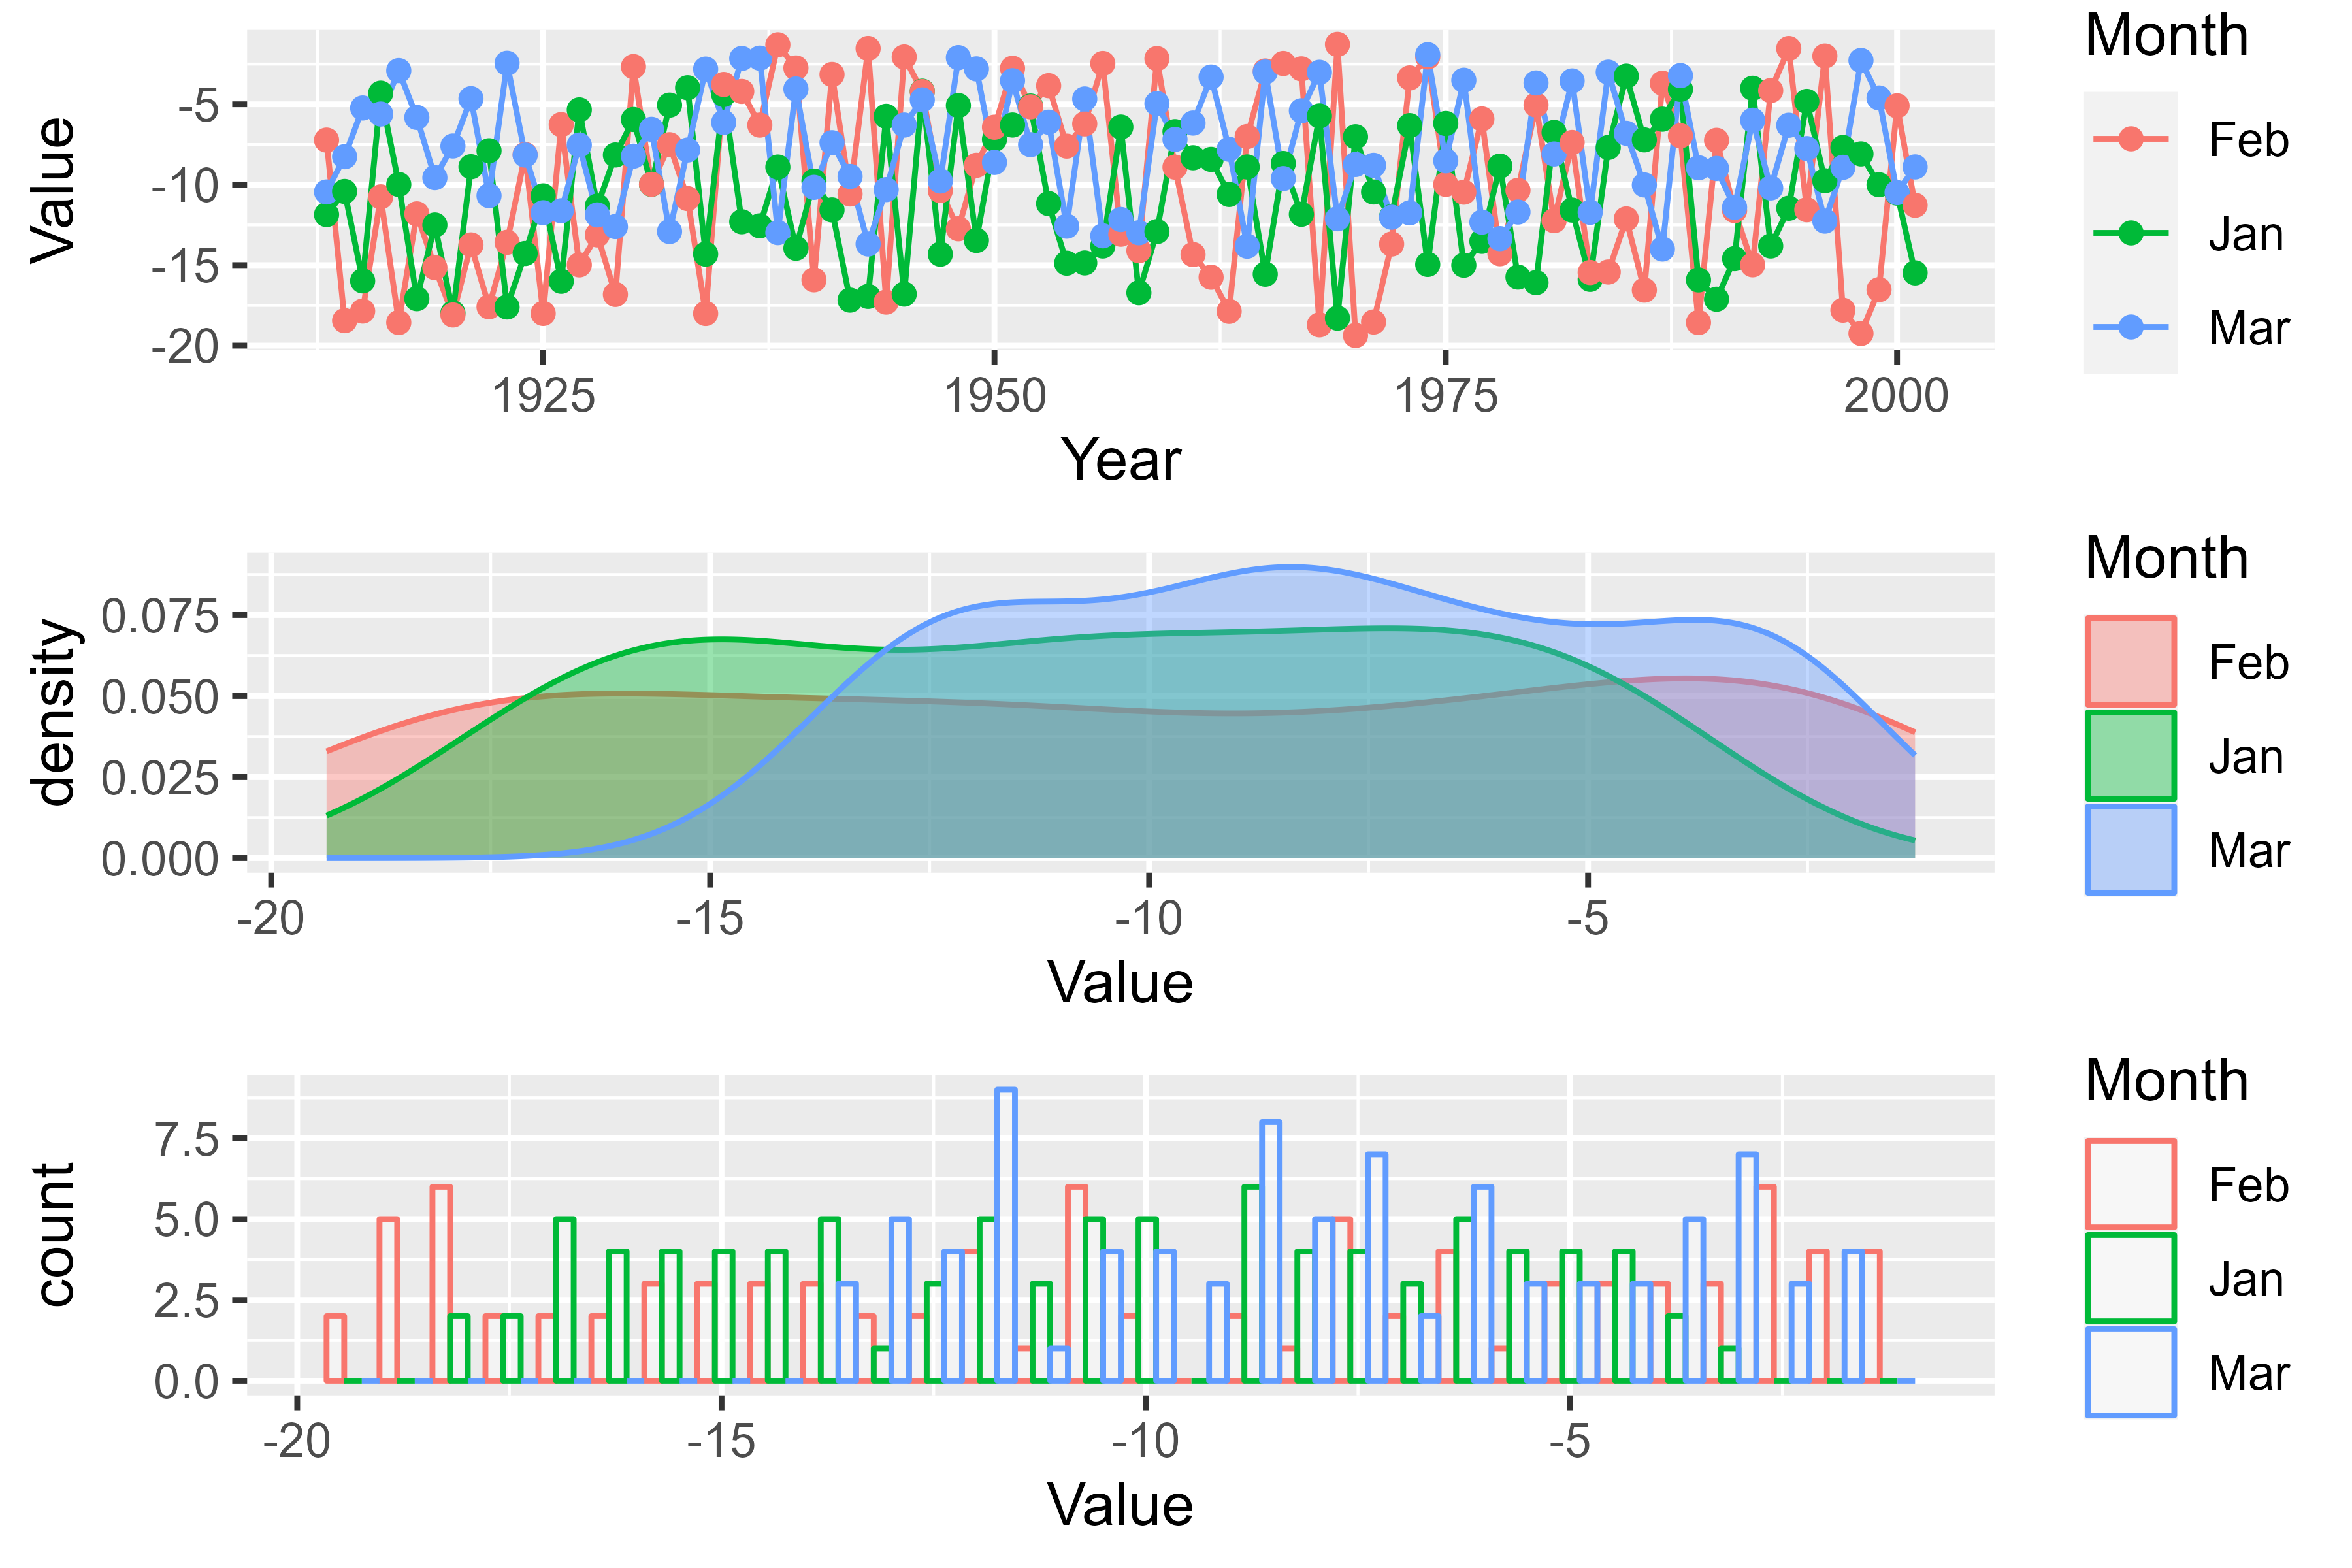 Month
Feb
Jan
Mar
Value
-5
-10
-15
-20
1925 1950 1975 2000
Year
Month
Feb
Jan
Mar
density
0.075
0.050
0.025
0.000
-20 -15 -10 -5
Value
Month
Feb
Jan
Mar
count
7.5
5.0
2.5
0.0
-20 -15 -10 -5
Value